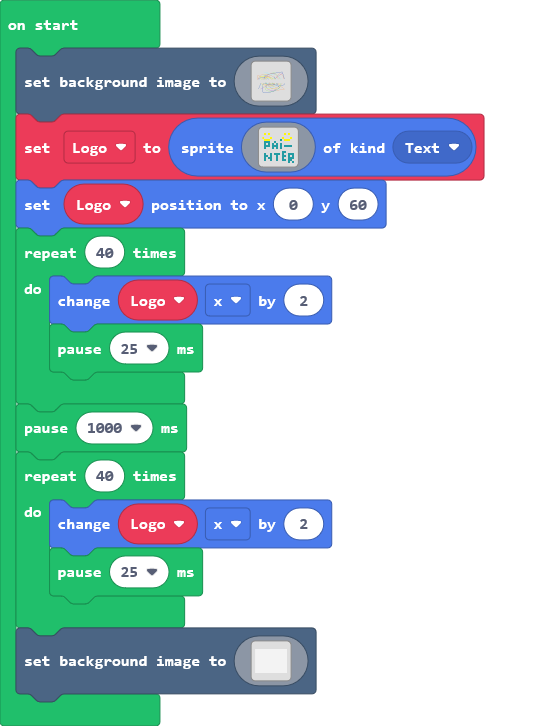 on start
set background image to
set Logo to sprite PAI- NTER of kind Text
set Logo position to x 0 y 60
repeat 40 times
do
change Logo x by 2
pause 25 ms
pause 1000 ms
repeat 40 times
do
change Logo x by 2
pause 25 ms
set background image to